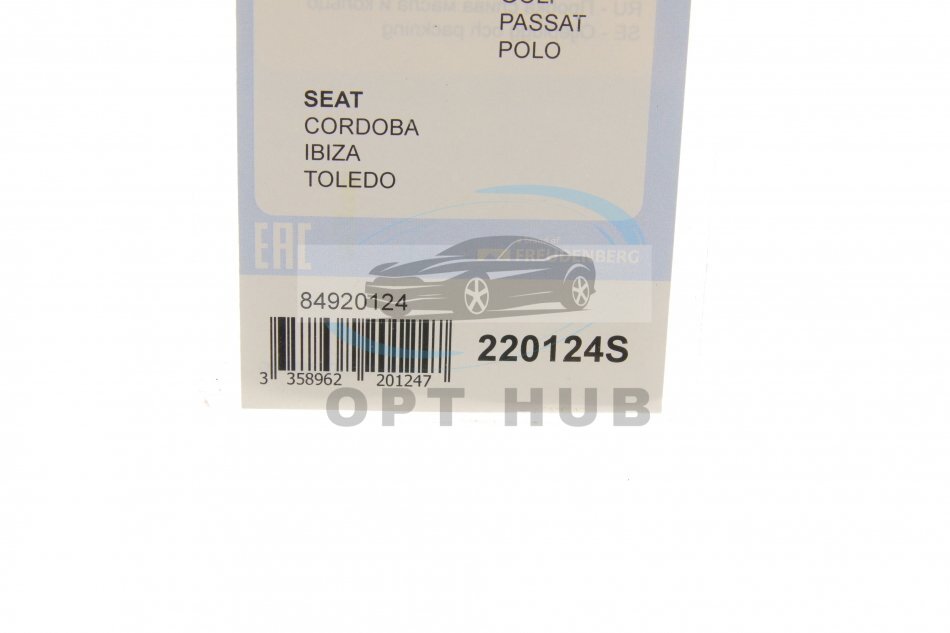 PASSAT
POLO
SEAT
CORDOBA
IBIZA
TOLEDO
EAC
FREUDENBERG
84920124
220124S
3 358962 201247
OPT HUB